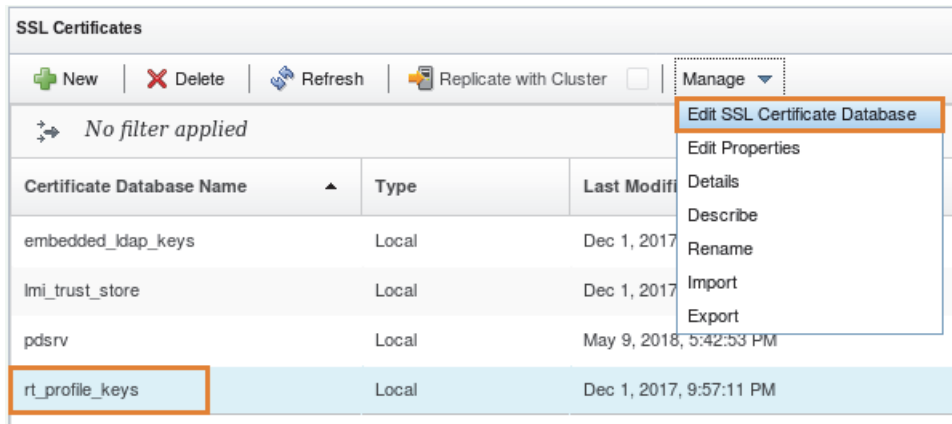 SSL Certificates
New Delete Refresh Replicate with Cluster Manage
No filter applied
Edit SSL Certificate Database
Edit Properties
Certificate Database Name Type Last Modifi
Details
Describe
embedded_ldap_keys Local Dec 1, 2017
Rename
lmi_trust_store Local Dec 1, 2017
Import
Export
pdsrv Local May 9, 2018, 5:42:53 PM
rt_profile_keys Local Dec 1, 2017, 9:57:11 PM